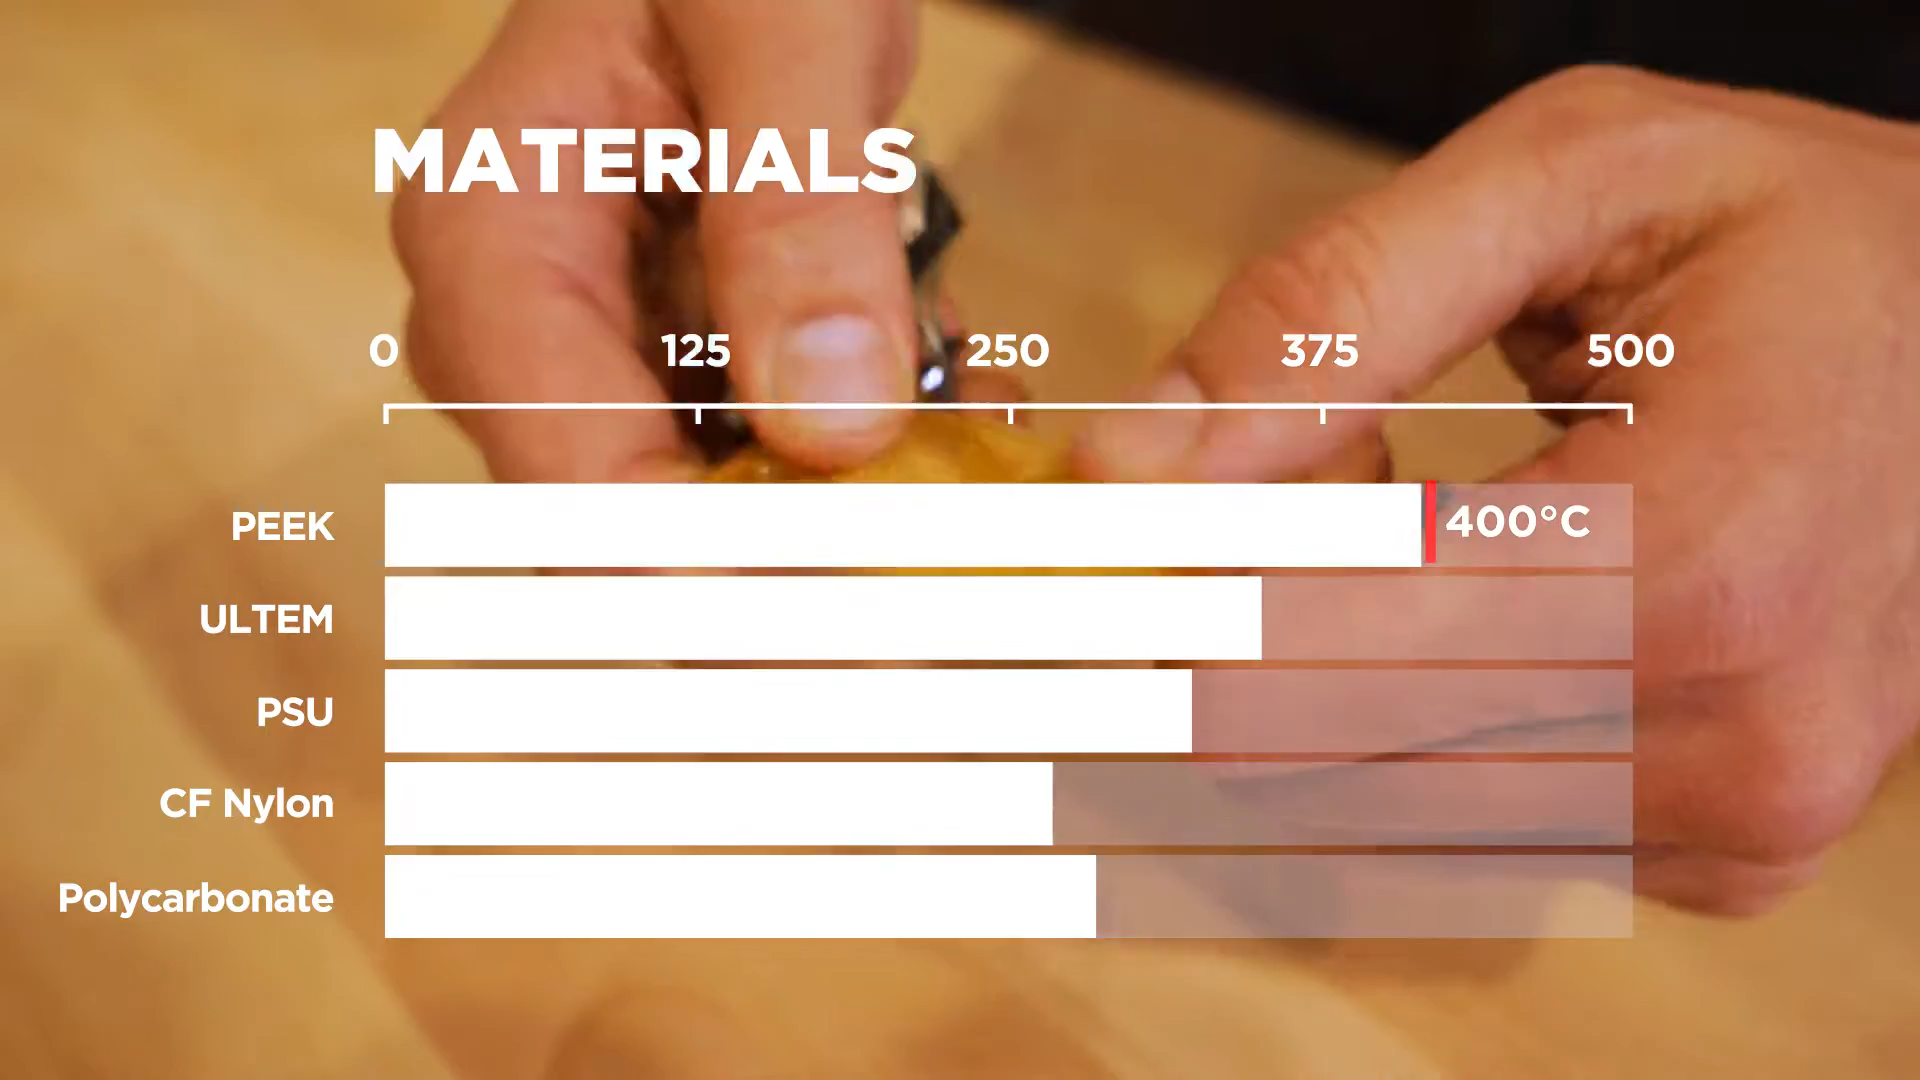 MATERIALS
0 125 250 375 500
PEEK 400°C
ULTEM
PSU
CF Nylon
Polycarbonate